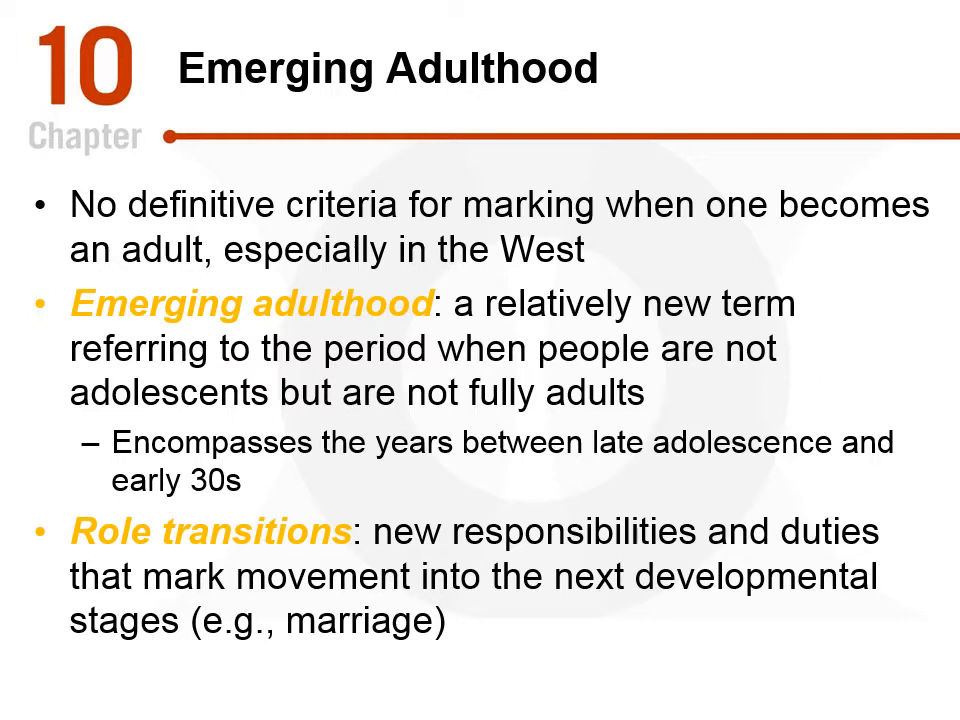 10
Chapter
Emerging Adulthood
• No definitive criteria for marking when one becomes
an adult, especially in the West
• Emerging adulthood: a relatively new term
referring to the period when people are not
adolescents but are not fully adults
– Encompasses the years between late adolescence and
early 30s
• Role transitions: new responsibilities and duties
that mark movement into the next developmental
stages (e.g., marriage)